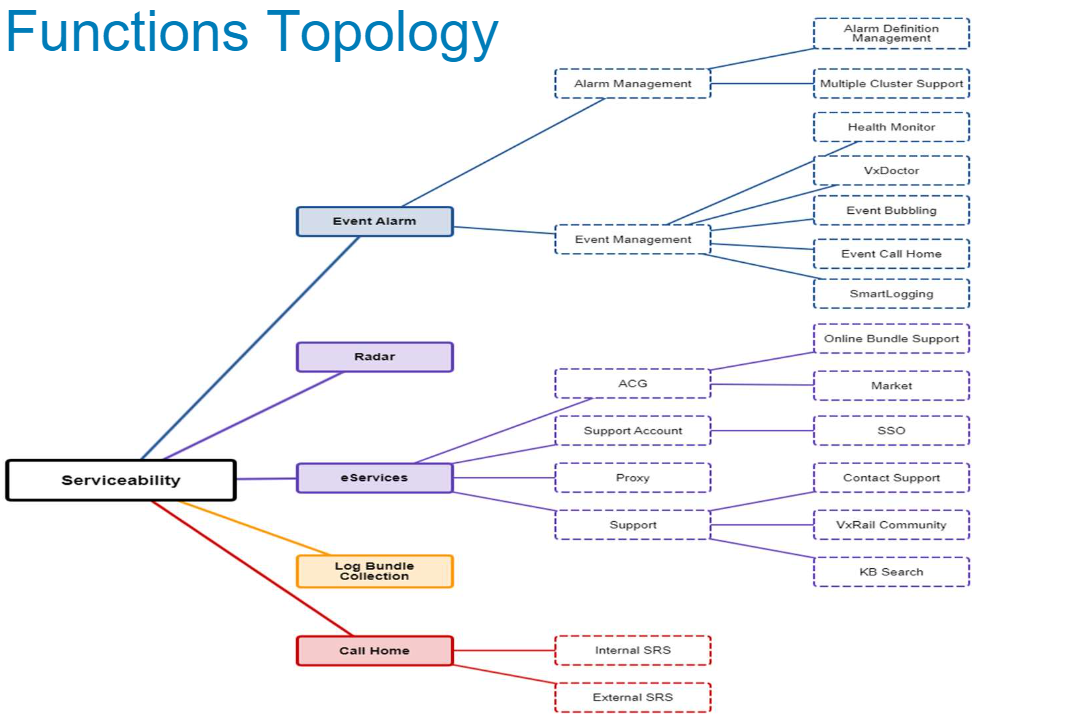 Functions Topology
Alarm Definition
Management
Alarm Management
Multiple Cluster Support
Health Monitor
VxDoctor
Event Alarm
Event Bubbling
Event Management
Event Call Home
SmartLogging
Online Bundle Support
Radar
ACG
Market
Support Account
SSO
Serviceability
eServices
Proxy
Contact Support
Support
VxRail Community
Log Bundle
Collection
KB Search
Call Home
Internal SRS
External SRS